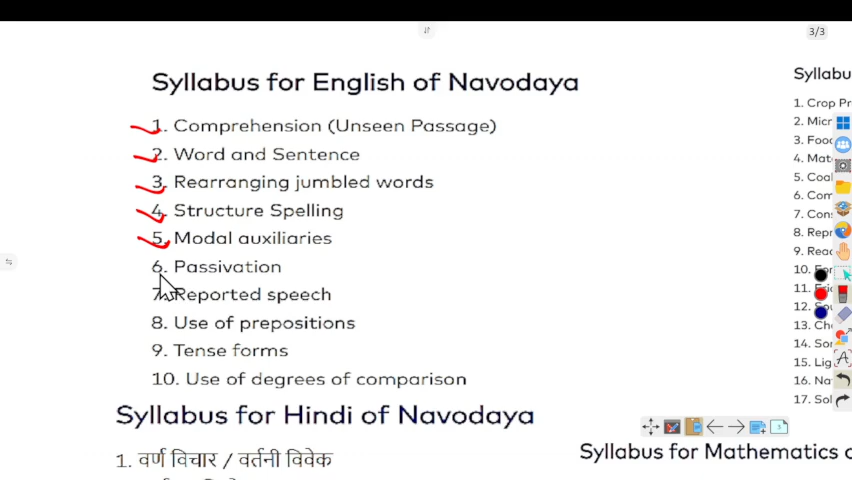 3/3
Syllabus for English of Navodaya
1. Comprehension (Unseen Passage)
2. Word and Sentence
3. Rearranging jumbled words
4. Structure Spelling
5. Modal auxiliaries
6. Passivation
7. Reported speech
8. Use of prepositions
9. Tense forms
10. Use of degrees of comparison
Syllabus for Hindi of Navodaya
1. वर्ण विचार / वर्तनी विवेक
Syllabu
1. Crop Pr
2. Micr
3. Food
4. Mat
5. Coal
6. Com
7. Cons
8. Repr
9. Reac
10.
11.
12.
13. Ch
14. Sor
15. Lig
16. Na
17. Sol
Syllabus for Mathematics o